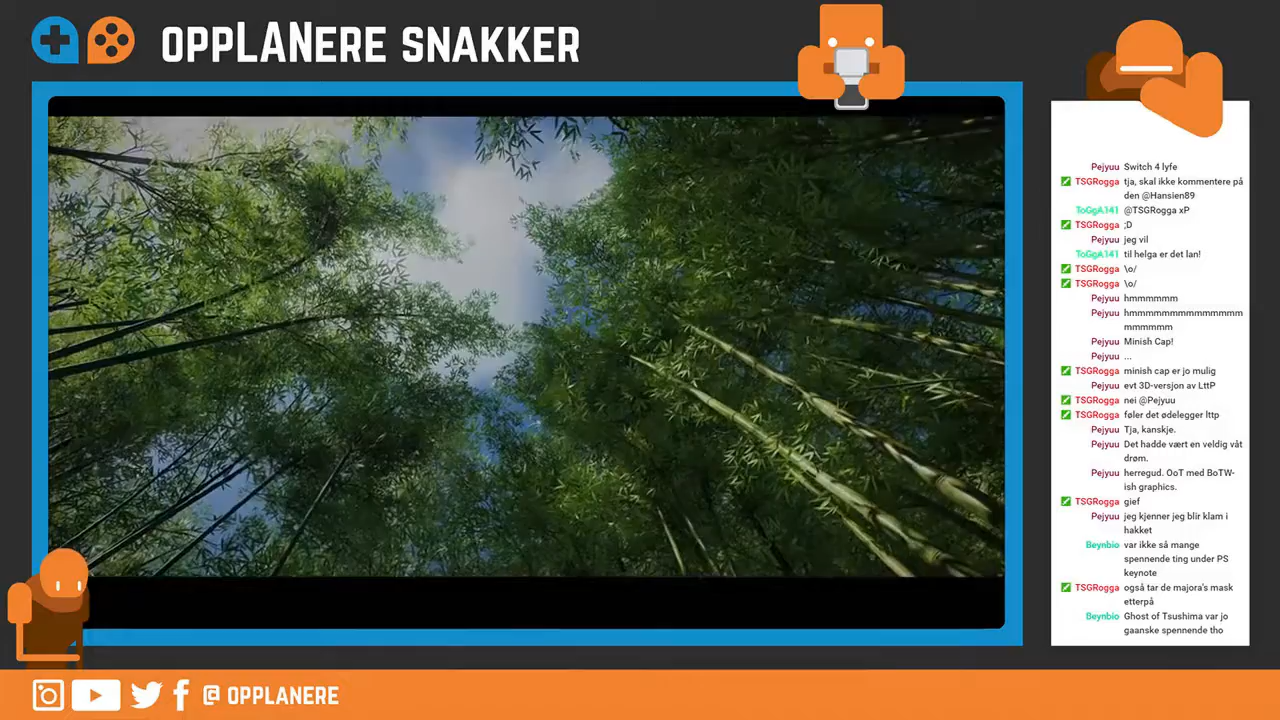 OPPLANERE SNAKKER
Pejyuu Switch 4 lyfe
TSGRogga tja, skal ikke kommentere på
den @Hansien89
ToGgA141 @TSGRogga xP
TSGRogga ;D
Pejyuu jeg vil
ToGgA141 til helga er det lan!
TSGRogga \o/
TSGRogga \o/
Pejyuu hmmmmmm
Pejyuu hmmmmmmmmmmmmmmm
mmmmmm
Pejyuu Minish Cap!
Pejyuu ...
TSGRogga minish cap er jo mulig
Pejyuu evt 3D-versjon av LttP
TSGRogga nei @Pejyuu
TSGRogga føler det ødelegger lttp
Pejyuu Tja, kanskje.
Pejyuu Det hadde vært en veldig våt
drøm.
Pejyuu herregud. OoT med BoTW-
ish graphics.
TSGRogga gief
Pejyuu jeg kjenner jeg blir klam i
hakket
Beynbio var ikke så mange
spennende ting under PS
keynote
TSGRogga også tar de majora's mask
etterpå
Beynbio Ghost of Tsushima var jo
gaanske spennende tho
@ OPPLANERE